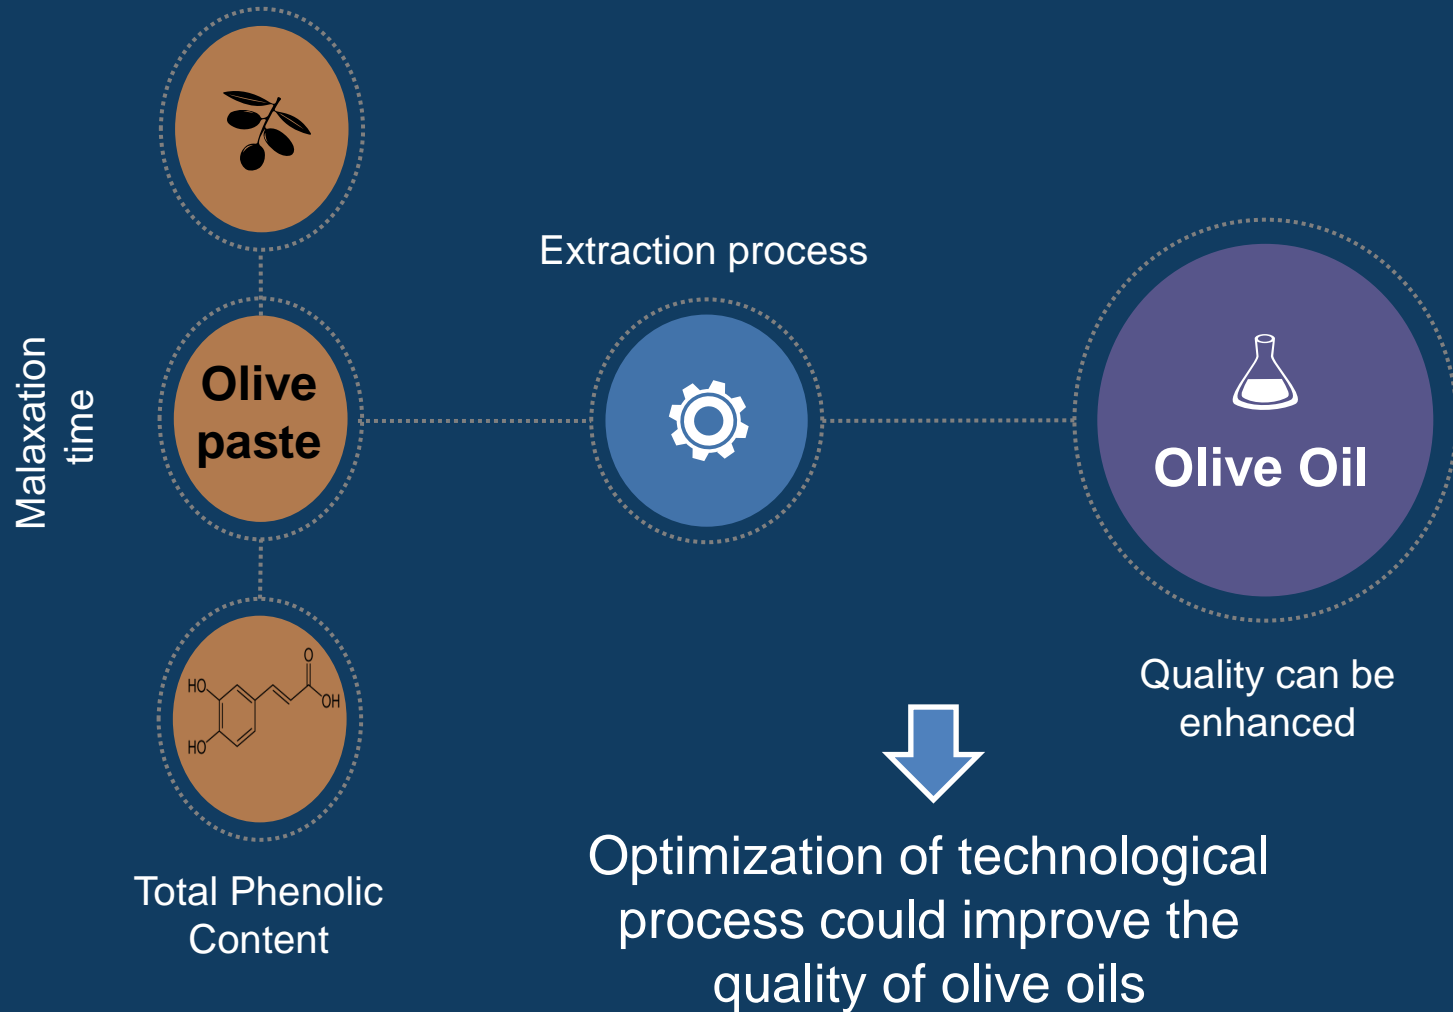 Malaxation
time
Olive
paste
Extraction process
Olive Oil
Quality can be
enhanced
HO
HO
O
OH
Total Phenolic
Content
Optimization of technological
process could improve the
quality of olive oils